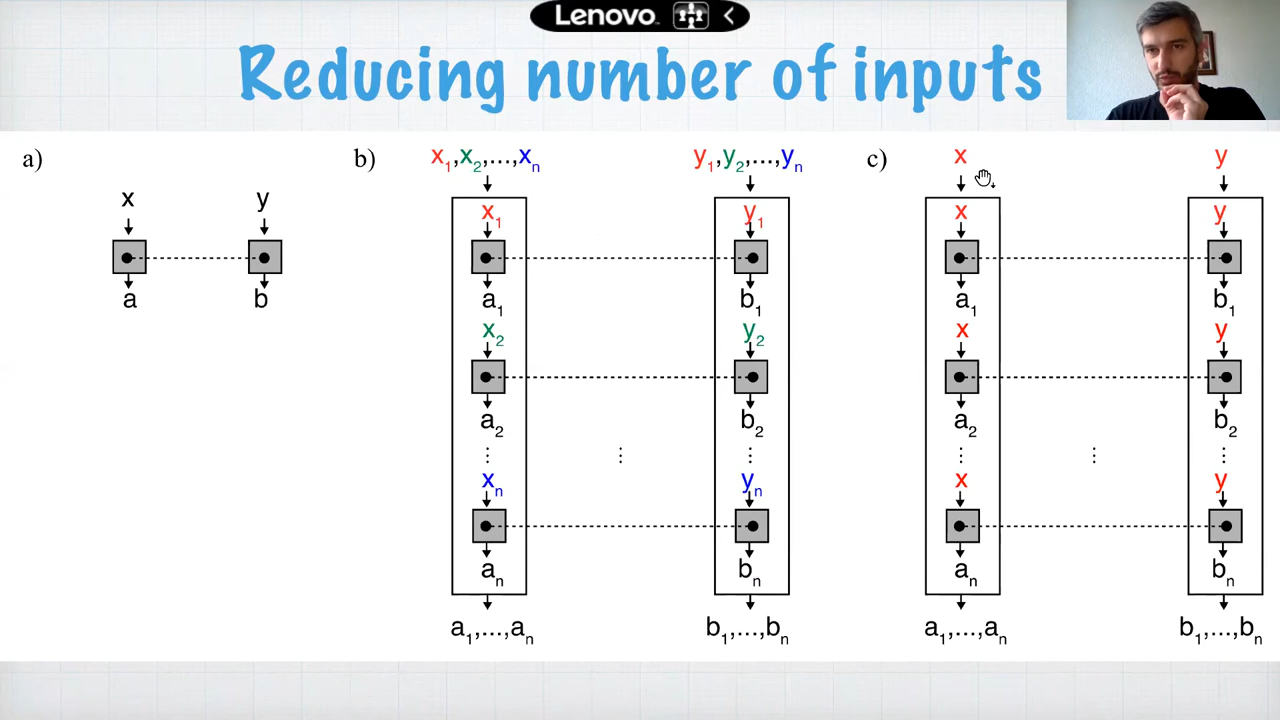 Lenovo
Reducing number of inputs
a)
x y
a b
b)
x1,x2,...,xn y1,y2,...,yn
x1 y1
a1 b1
x2 y2
a2 b2
⋮ ⋮ ⋮
xn yn
an bn
a1,...,an b1,...,bn
c)
x y
x y
a1 b1
x y
a2 b2
⋮ ⋮ ⋮
x y
an bn
a1,...,an b1,...,bn